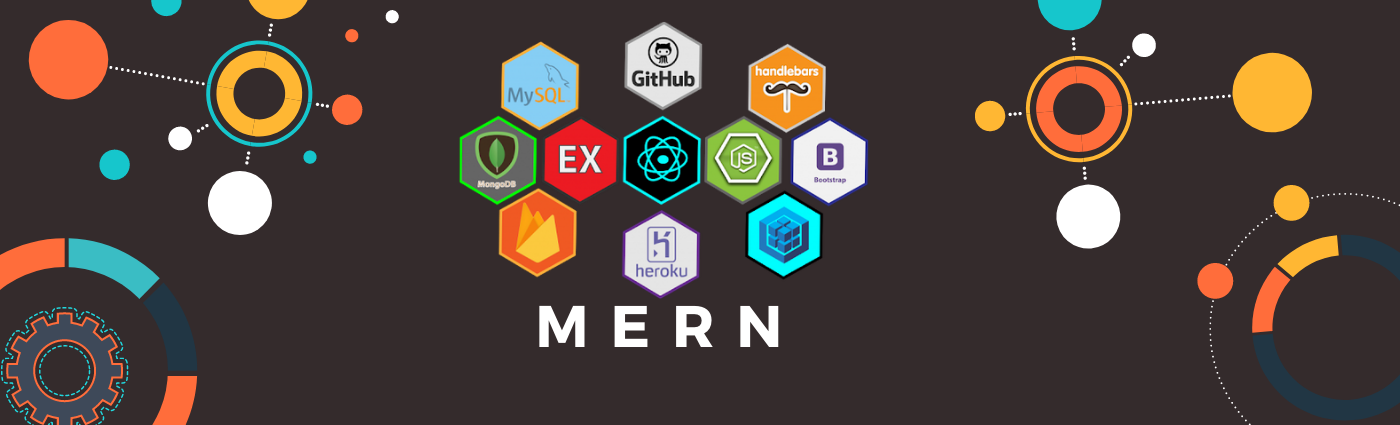 GitHub
handlebars
MySQL
MongoDB
EX
JS
B
Bootstrap
heroku
MERN